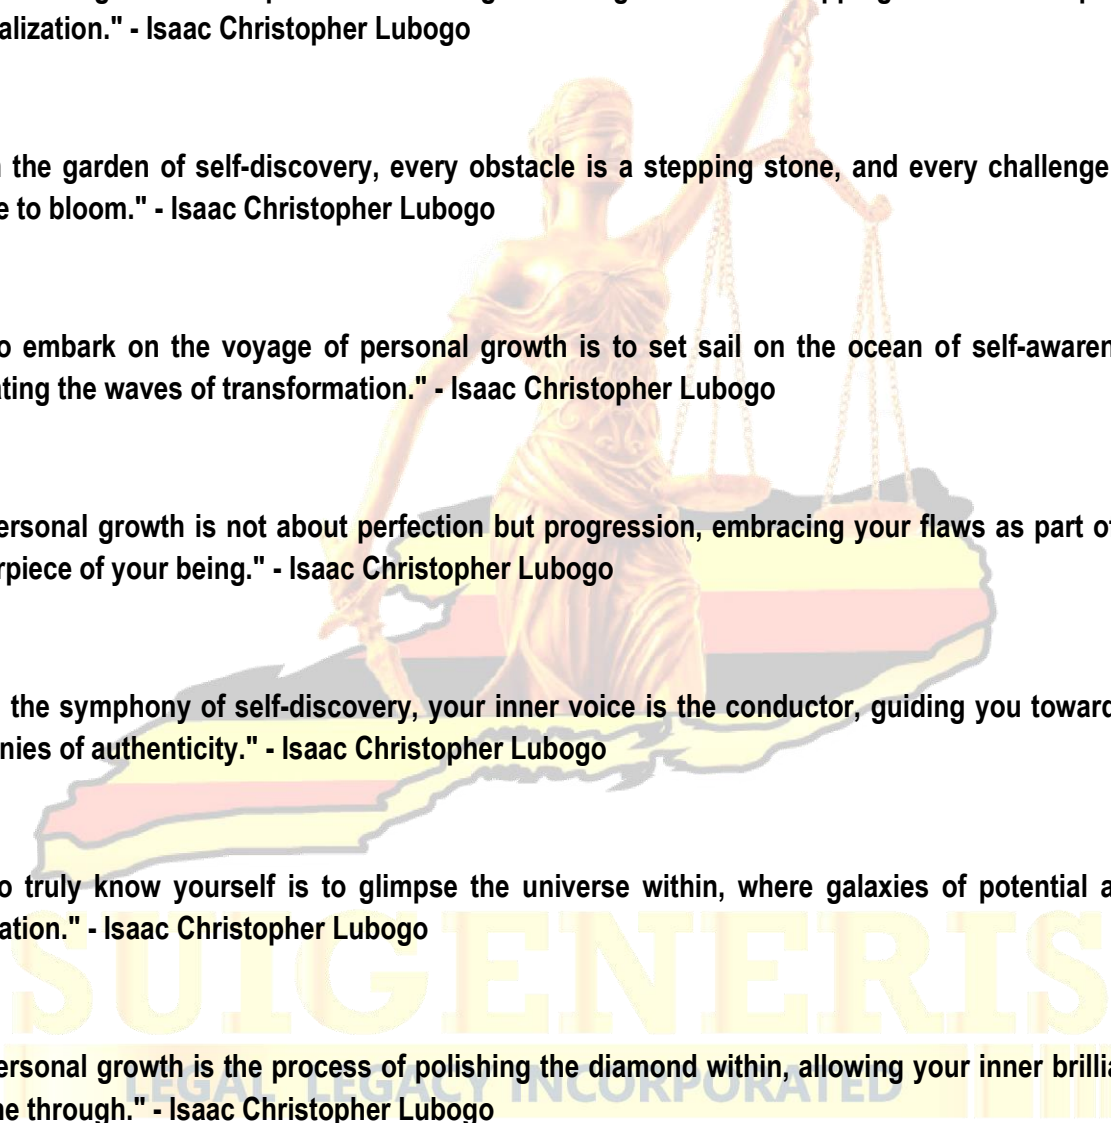 alization." - Isaac Christopher Lubogo
the garden of self-discovery, every obstacle is a stepping stone, and every challenge
e to bloom." - Isaac Christopher Lubogo
o embark on the voyage of personal growth is to set sail on the ocean of self-awaren
ting the waves of transformation." - Isaac Christopher Lubogo
ersonal growth is not about perfection but progression, embracing your flaws as part of
rpiece of your being." - Isaac Christopher Lubogo
the symphony of self-discovery, your inner voice is the conductor, guiding you toward
nies of authenticity." - Isaac Christopher Lubogo
o truly know yourself is to glimpse the universe within, where galaxies of potential a
ation." - Isaac Christopher Lubogo
SUIGENERIS
ersonal growth is the process of polishing the diamond within, allowing your inner brillia
LEGAL LEGACY INCORPORATED
ne through." - Isaac Christopher Lubogo